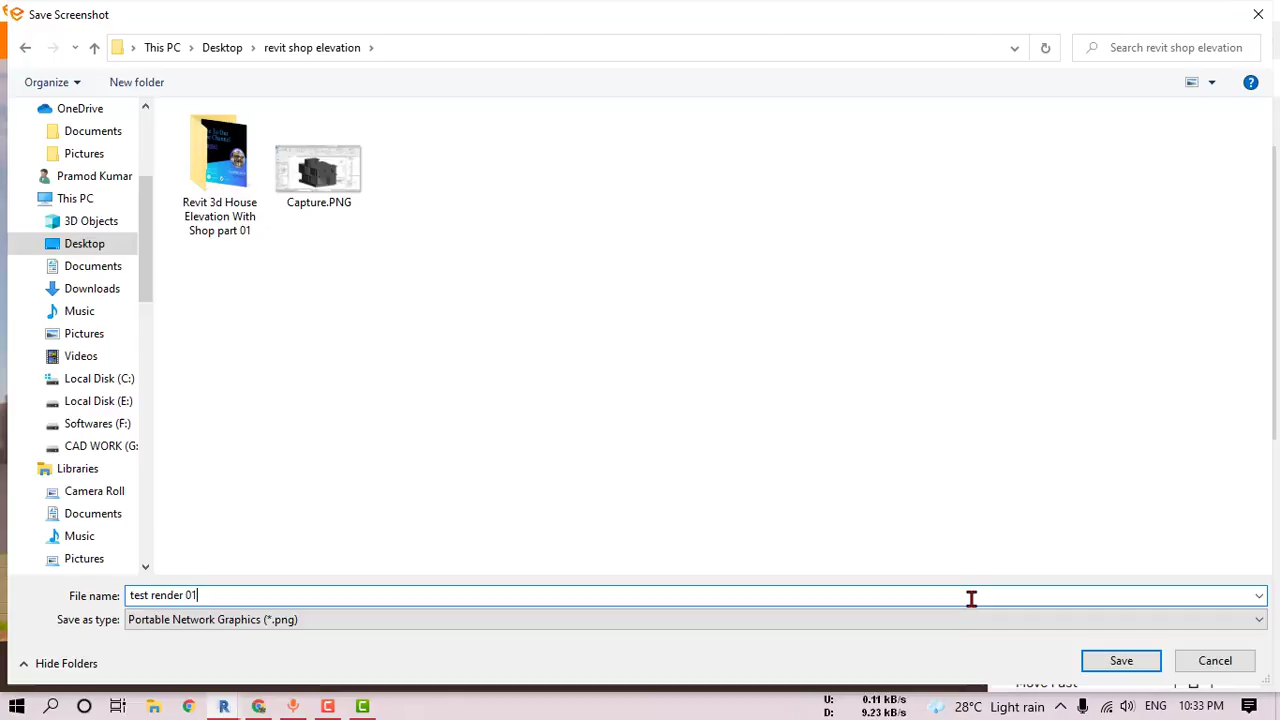 Save Screenshot
This PC
Desktop
revit shop elevation
Search revit shop elevation
Organize
New folder
OneDrive
Documents
Pictures
Pramod Kumar
This PC
3D Objects
Desktop
Documents
Downloads
Music
Pictures
Videos
Local Disk (C:)
Local Disk (E:)
Softwares (F:)
CAD WORK (G:
Libraries
Camera Roll
Documents
Music
Pictures
Revit 3d House
Elevation With
Shop part 01
Capture.PNG
File name:
test render 01
Save as type:
Portable Network Graphics (*.png)
Hide Folders
Save
Cancel
U: 0.11 kB/s
D: 9.23 kB/s
28°C Light rain
ENG
10:33 PM